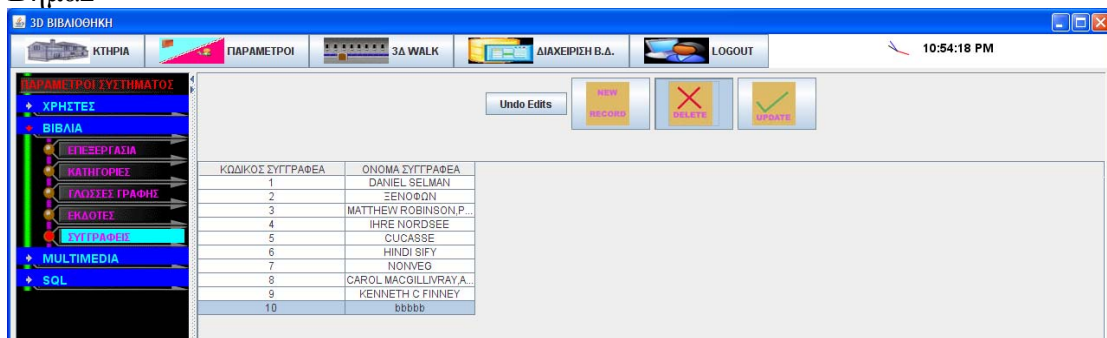 3D ΒΙΒΛΙΟΘΗΚΗ
ΚΤΗΡΙΑ ΠΑΡΑΜΕΤΡΟΙ 3Δ WALK ΔΙΑΧΕΙΡΙΣΗ Β.Δ. LOGOUT 10:54:18 PM
ΠΑΡΑΜΕΤΡΟΙ ΣΥΣΤΗΜΑΤΟΣ
ΧΡΗΣΤΕΣ
ΒΙΒΛΙΑ
ΕΠΕΞΕΡΓΑΣΙΑ
ΚΑΤΗΓΟΡΙΕΣ
ΓΛΩΣΣΕΣ ΓΡΑΦΗΣ
ΕΚΔΟΤΕΣ
ΣΥΓΓΡΑΦΕΙΣ
MULTIMEDIA
SQL
Undo Edits NEW RECORD DELETE UPDATE
ΚΩΔΙΚΟΣ ΣΥΓΓΡΑΦΕΑ ΟΝΟΜΑ ΣΥΓΓΡΑΦΕΑ
1 DANIEL SELMAN
2 ΞΕΝΟΦΩΝ
3 MATTHEW ROBINSON,P...
4 IHRE NORDSEE
5 CUCASSE
6 HINDI SIFY
7 NONVEG
8 CAROL MACGILLIVRAY,A...
9 KENNETH C FINNEY
10 bbbbb